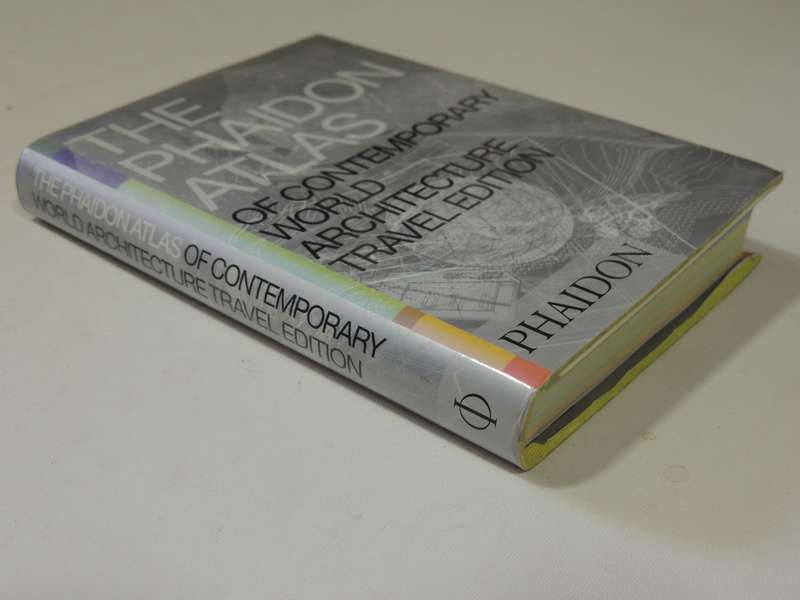 THE
PHAIDON
ATLAS
OF CONTEMPORARY
WORLD
ARCHITECTURE
TRAVEL EDITION
PHAIDON
THE PHAIDON ATLAS OF CONTEMPORARY
WORLD ARCHITECTURE TRAVEL EDITION
Φ